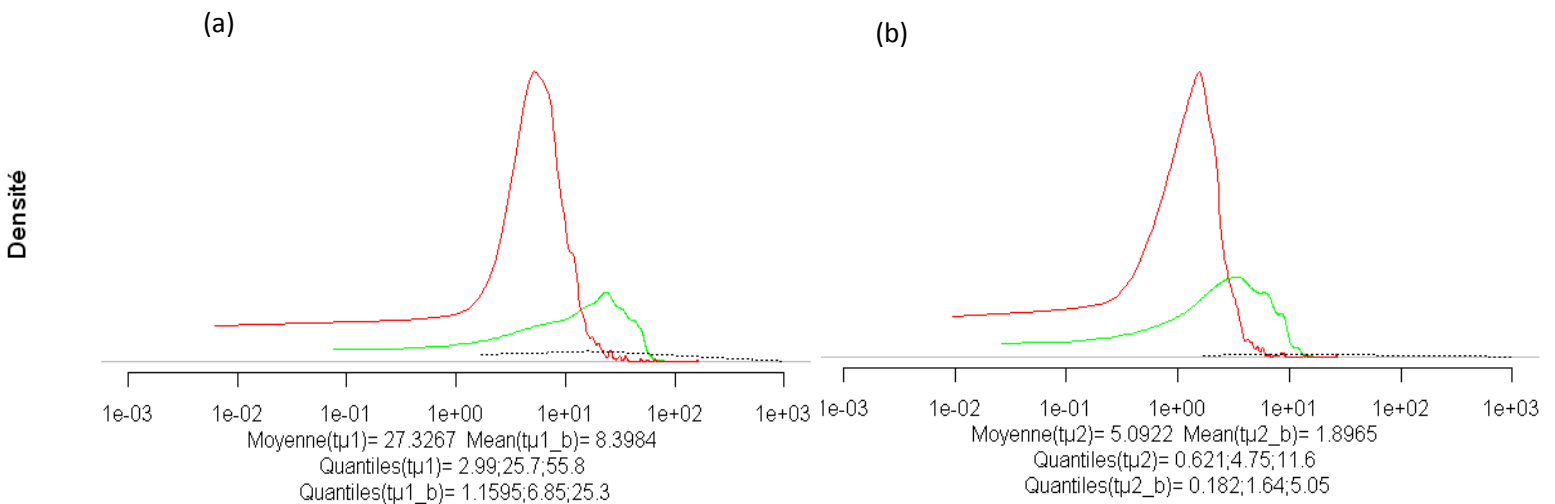 (a)
(b)
Densité
1e-03 1e-02 1e-01 1e+00 1e+01 1e+02 1e+03
Moyenne(tµ1)= 27.3267 Mean(tµ1_b)= 8.3984
Quantiles(tµ1)= 2.99;25.7;55.8
Quantiles(tµ1_b)= 1.1595;6.85;25.3
1e-03 1e-02 1e-01 1e+00 1e+01 1e+02 1e+03
Moyenne(tµ2)= 5.0922 Mean(tµ2_b)= 1.8965
Quantiles(tµ2)= 0.621;4.75;11.6
Quantiles(tµ2_b)= 0.182;1.64;5.05